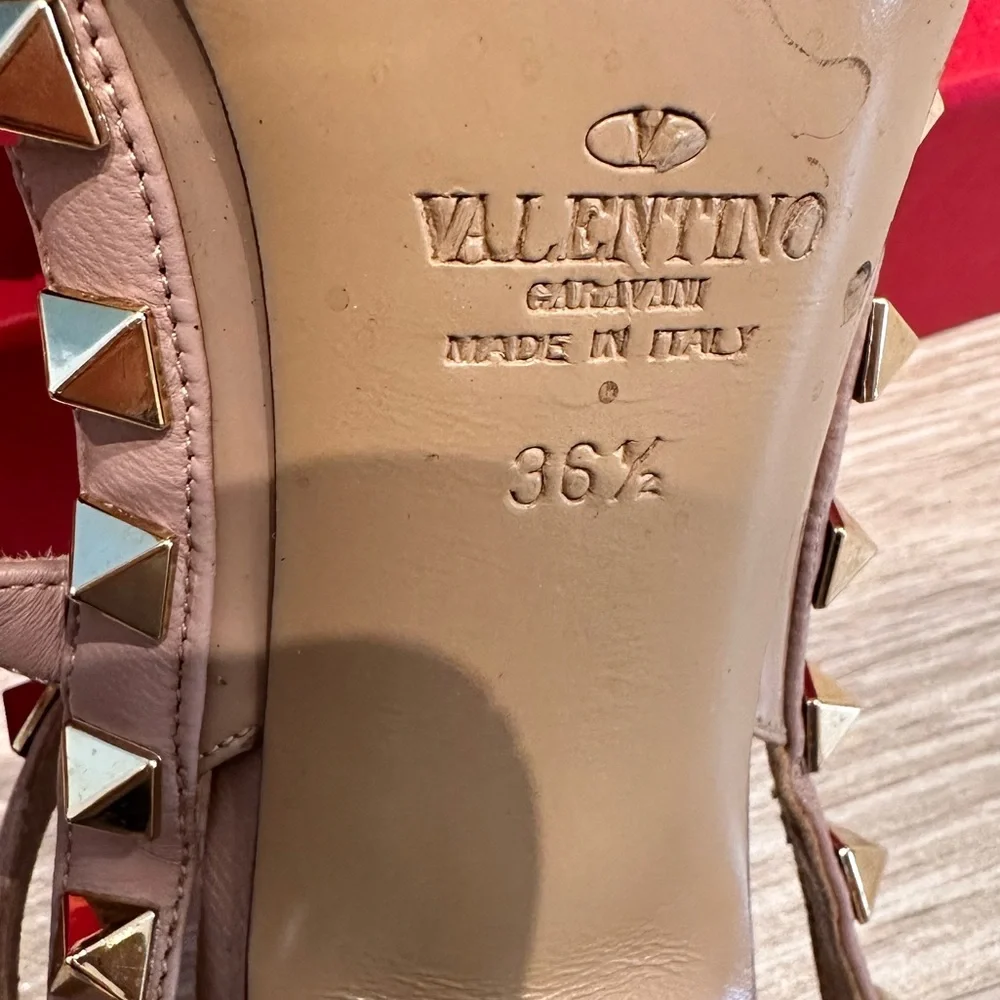 V
VALENTINO
GARAVANI
MADE IN ITALY
36½